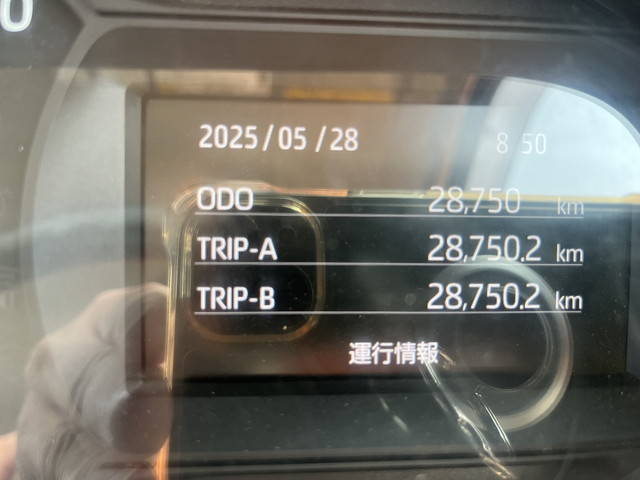 0
2025/05/28 8:50
ODO 28,750 km
TRIP-A 28,750.2 km
TRIP-B 28,750.2 km
運行情報